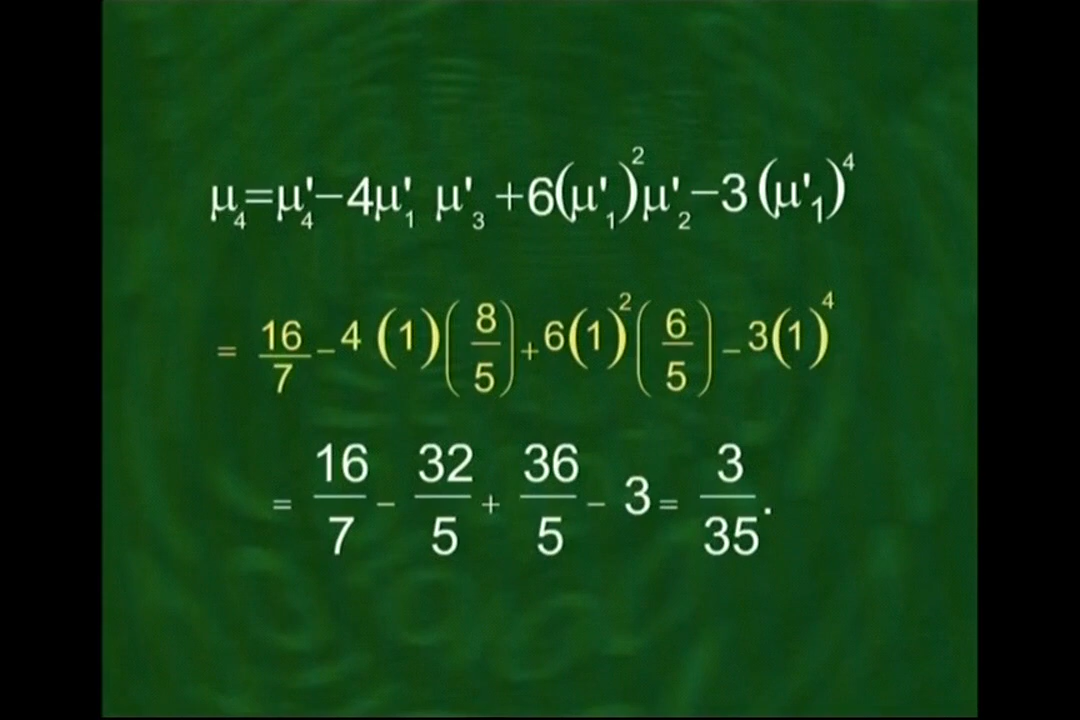 μ₄=μ'₄−4μ'₁ μ'₃ +6(μ'₁)²μ'₂−3(μ'₁)⁴
= 16/7 − 4 (1)(8/5) + 6(1)²(6/5) − 3(1)⁴
= 16/7 − 32/5 + 36/5 − 3 = 3/35.